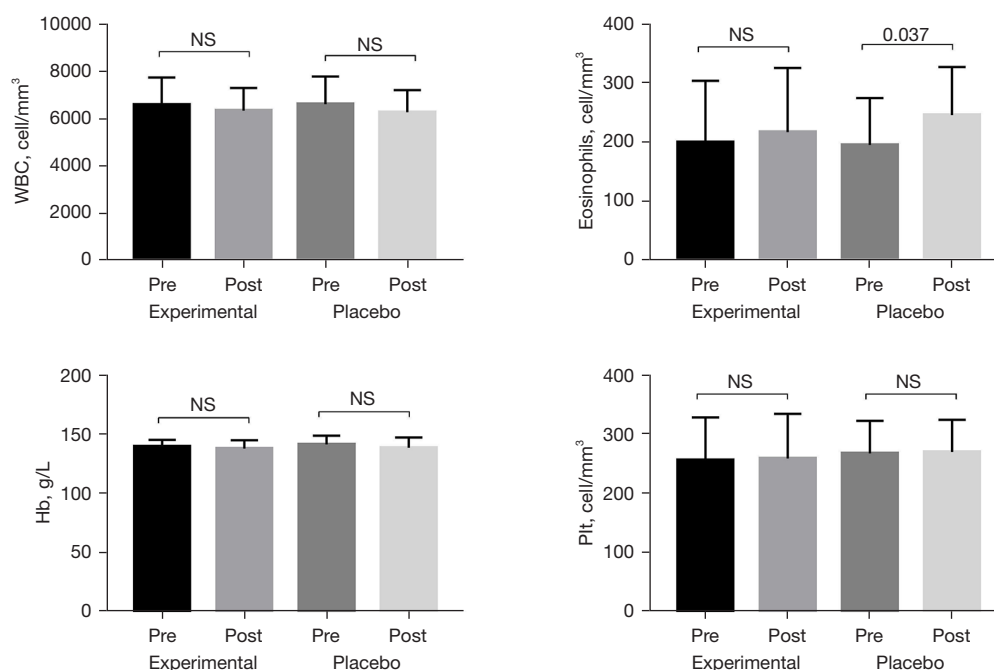 WBC, cell/mm³
10000
8000
6000
4000
2000
0
NS
NS
Pre Post Pre Post
Experimental Placebo
Eosinophils, cell/mm³
400
300
200
100
0
NS
0.037
Pre Post Pre Post
Experimental Placebo
Hb, g/L
200
150
100
50
0
NS
NS
Pre Post Pre Post
Experimental Placebo
Plt, cell/mm³
400
300
200
100
0
NS
NS
Pre Post Pre Post
Experimental Placebo